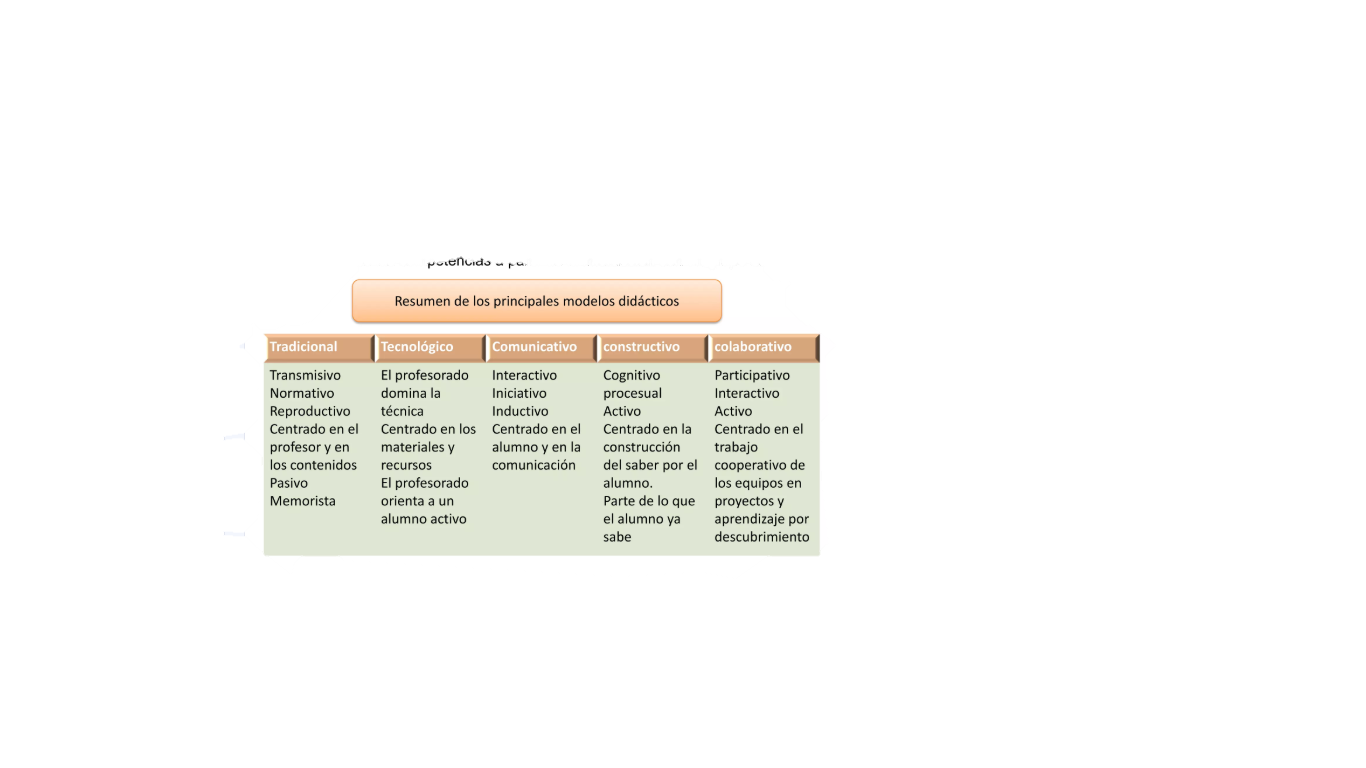 potencias a
Resumen de los principales modelos didácticos
Tradicional
Transmisivo
Normativo
Reproductivo
Centrado en el
profesor y en
los contenidos
Pasivo
Memorista
Tecnológico
El profesorado
domina la
técnica
Centrado en los
materiales y
recursos
El profesorado
orienta a un
alumno activo
Comunicativo
Interactivo
Iniciativo
Inductivo
Centrado en el
alumno y en la
comunicación
constructivo
Cognitivo
procesual
Activo
Centrado en la
construcción
del saber por el
alumno.
Parte de lo que
el alumno ya
sabe
colaborativo
Participativo
Interactivo
Activo
Centrado en el
trabajo
cooperativo de
los equipos en
proyectos y
aprendizaje por
descubrimiento